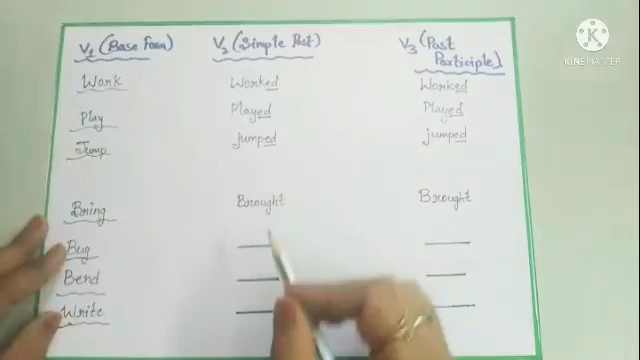 V1 (Base Form) V2 (Simple Past) V3 (Past Participle)
Work Worked Worked
Play Played Played
Jump jumped jumped
Bring Brought Brought
Bug
Bend
Write
KINEMASTER